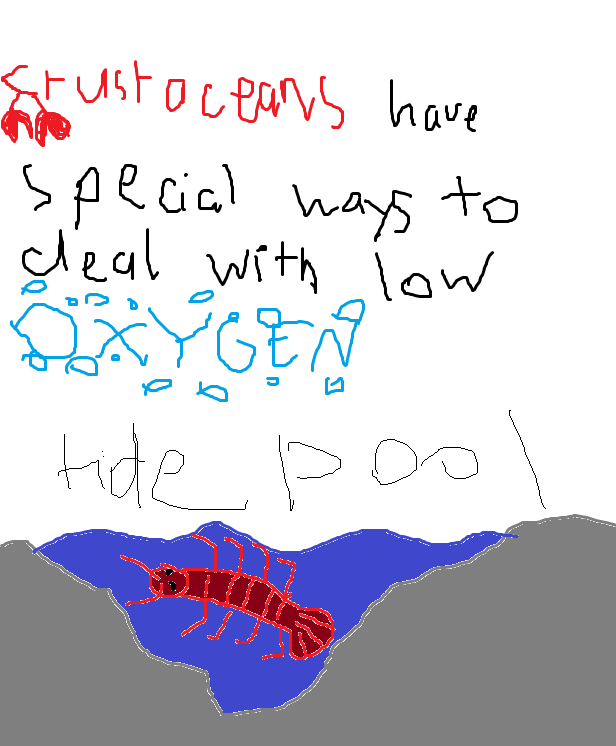 Crustoceans have
special ways to
deal with low
OXYGEN
tide pool